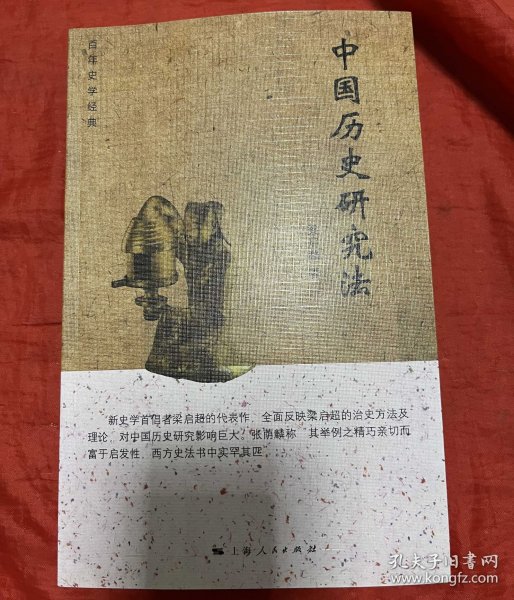 百年史学经典
中国历史研究法
新史学首倡者梁启超的代表作，全面反映梁启超的治史方法及
理论，对中国历史研究影响巨大。张荫麟称“其举例之精巧亲切而
富于启发性，西方史法书中实罕其匹”。
上海人民出版社
孔夫子旧书网
www.kongfz.com